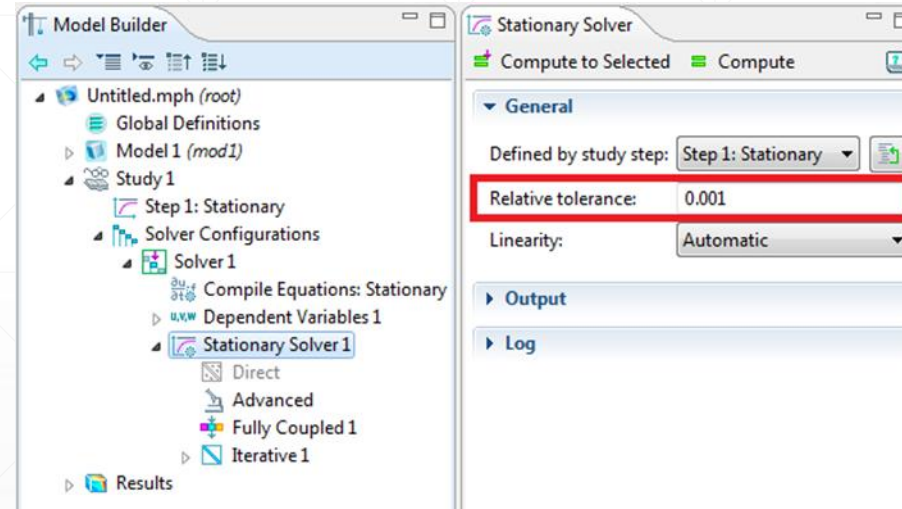 Model Builder
Untitled.mph (root)
Global Definitions
Model 1 (mod1)
Study 1
Step 1: Stationary
Solver Configurations
Solver 1
Compile Equations: Stationary
u,v,w Dependent Variables 1
Stationary Solver 1
Direct
Advanced
Fully Coupled 1
Iterative 1
Results
Stationary Solver
Compute to Selected = Compute
General
Defined by study step: Step 1: Stationary
Relative tolerance: 0.001
Linearity: Automatic
Output
Log